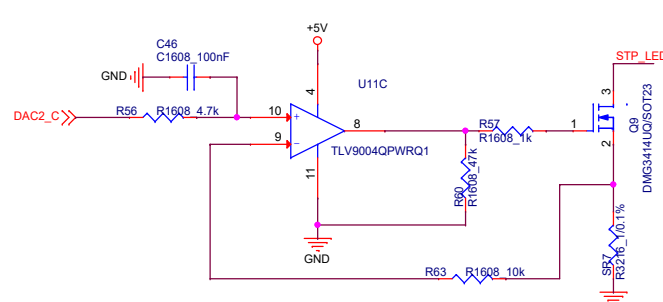 C46
C1608_100nF
GND
+5V
STP_LED
DAC2_C
R56
R1608_4.7k
10
+
9
-
4
11
U11C
8
TLV9004QPWRQ1
R57
R1608_1k
1
3
2
Q9
DMG3414UQ/SOT23
R60
R1608_47k
GND
R63
R1608_10k
SR7
R3216_1/0.1%